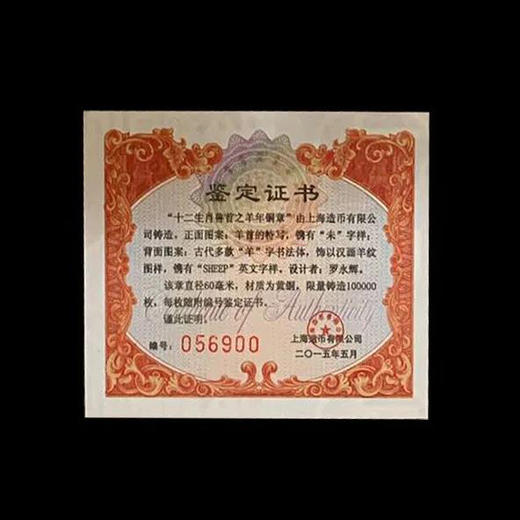 鉴定证书
“十二生肖兽首之羊年铜章”由上海造币有限公
司铸造。正面图案：羊首的特写，镌有“未”字样；
背面图案：古代多款“羊”字书法体，饰以汉画羊纹
图样，镌有“SHEEP”英文字样。设计者：罗永辉。
该章直径60毫米，材质为黄铜，限量铸造100000
枚，每枚随附编号鉴定证书。
Certificate of Authenticity
谨此证明。
编号：056900
上海造币有限公司
二〇一五年五月